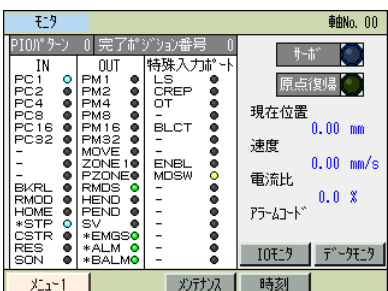 モニタ 軸No. 00
PIOパターン 0 完了ポジション番号 0
IN OUT 特殊入力ポート
PC1 PM1 LS
PC2 PM2 CREP
PC4 PM4 OT
PC8 PM8 -
PC16 PM16 BLCT
PC32 PM32 -
- MOVE -
- ZONE1 ENBL
- PZONE MDSW
BKRL RMDS -
RMOD HEND -
HOME PEND -
*STP SV -
CSTR *EMGS -
RES *ALM -
SON *BALM -
サーボ
原点復帰
現在位置
0.00 mm
速度
0.00 mm/s
電流比
0.0 %
アラームコード
IOモニタ データモニタ
メニュー1 メンテナンス 時刻